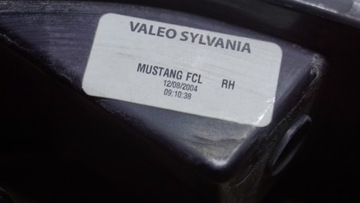 VALEO SYLVANIA
MUSTANG FCL RH
12/08/2004
09:10:38